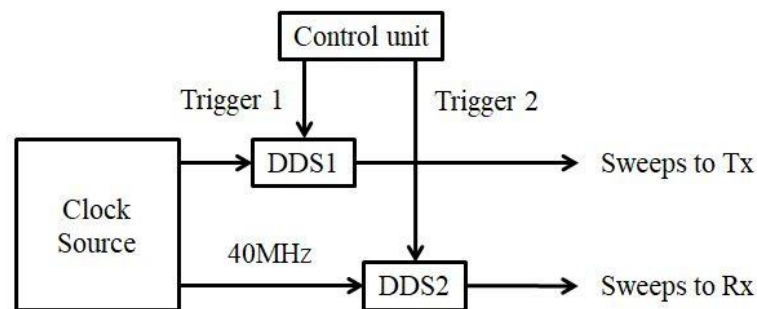 Control unit
Trigger 1
Trigger 2
DDS1
Sweeps to Tx
Clock
Source
40MHz
DDS2
Sweeps to Rx